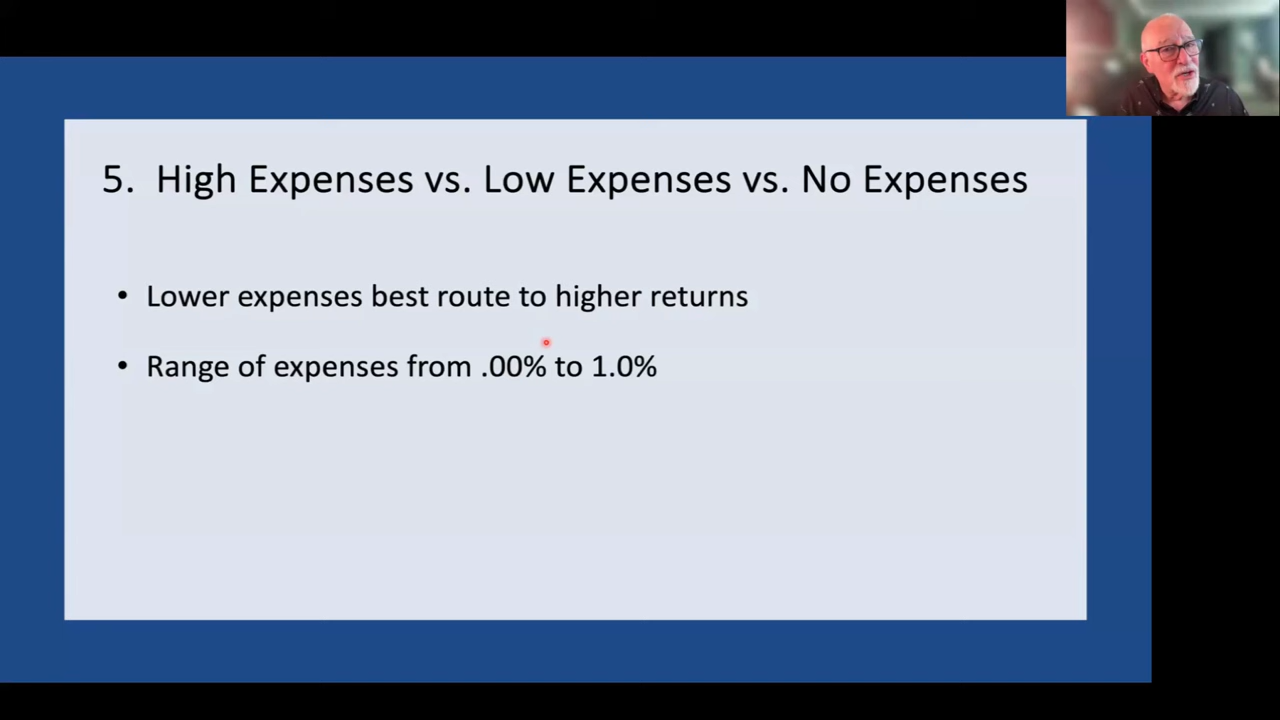 5. High Expenses vs. Low Expenses vs. No Expenses
• Lower expenses best route to higher returns
• Range of expenses from .00% to 1.0%